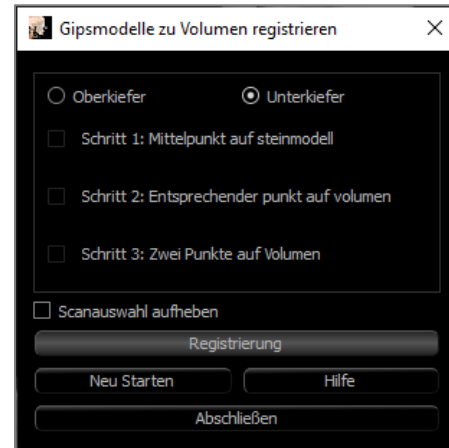 Gipsmodelle zu Volumen registrieren
Oberkiefer Unterkiefer
Schritt 1: Mittelpunkt auf steinmodell
Schritt 2: Entsprechender punkt auf volumen
Schritt 3: Zwei Punkte auf Volumen
Scanauswahl aufheben
Registrierung
Neu Starten Hilfe
Abschließen